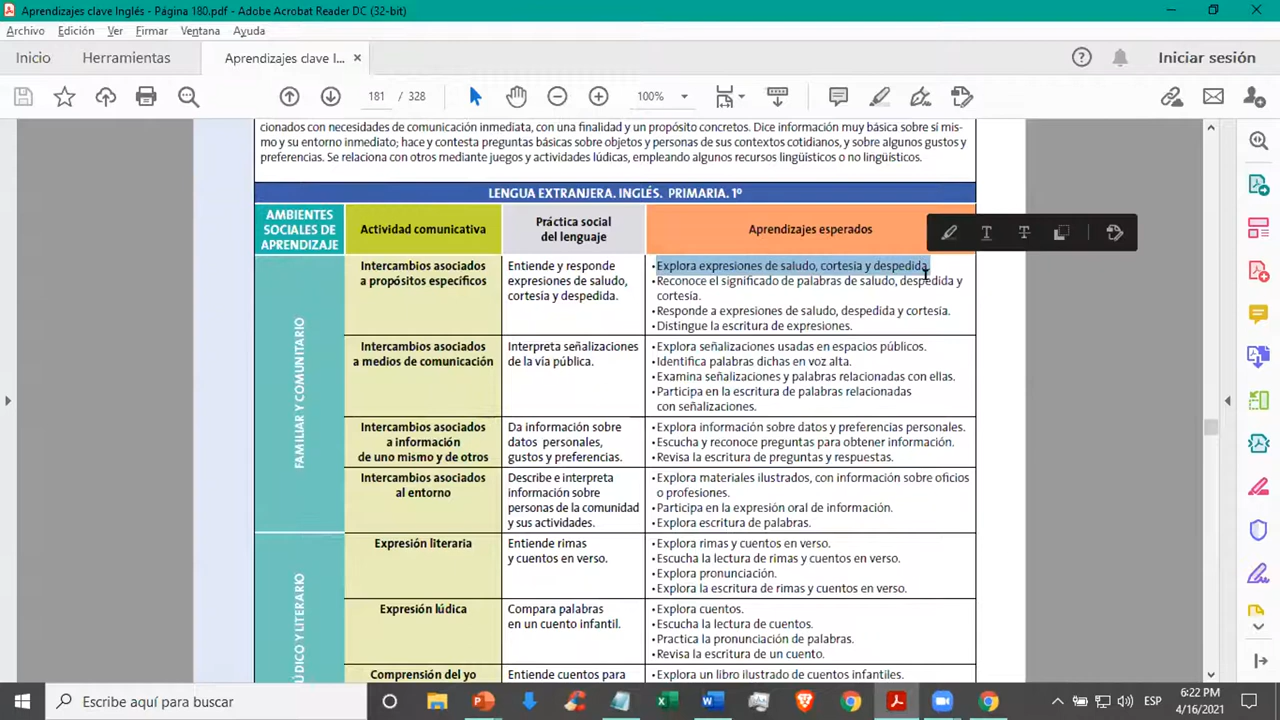 Aprendizajes clave Inglés - Página 180.pdf - Adobe Acrobat Reader DC (32-bit)
Archivo Edición Ver Firmar Ventana Ayuda
Inicio Herramientas Aprendizajes clave I... × Iniciar sesión
181 / 328 100%
cionados con necesidades de comunicación inmediata, con una finalidad y un propósito concretos. Dice información muy básica sobre sí mis-
mo y su entorno inmediato; hace y contesta preguntas básicas sobre objetos y personas de sus contextos cotidianos, y sobre algunos gustos y
preferencias. Se relaciona con otros mediante juegos y actividades lúdicas, empleando algunos recursos lingüísticos o no lingüísticos.
LENGUA EXTRANJERA. INGLÉS. PRIMARIA. 1º
AMBIENTES
SOCIALES DE
APRENDIZAJE
Actividad comunicativa
Práctica social
del lenguaje
Aprendizajes esperados
FAMILIAR Y COMUNITARIO
Intercambios asociados
a propósitos específicos
Entiende y responde
expresiones de saludo,
cortesía y despedida.
•Explora expresiones de saludo, cortesía y despedida.
•Reconoce el significado de palabras de saludo, despedida y
cortesía.
•Responde a expresiones de saludo, despedida y cortesía.
•Distingue la escritura de expresiones.
Intercambios asociados
a medios de comunicación
Interpreta señalizaciones
de la vía pública.
•Explora señalizaciones usadas en espacios públicos.
•Identifica palabras dichas en voz alta.
•Examina señalizaciones y palabras relacionadas con ellas.
•Participa en la escritura de palabras relacionadas
con señalizaciones.
Intercambios asociados
a información
de uno mismo y de otros
Da información sobre
datos personales,
gustos y preferencias.
•Explora información sobre datos y preferencias personales.
•Escucha y reconoce preguntas para obtener información.
•Revisa la escritura de preguntas y respuestas.
Intercambios asociados
al entorno
Describe e interpreta
información sobre
personas de la comunidad
y sus actividades.
•Explora materiales ilustrados, con información sobre oficios
o profesiones.
•Participa en la expresión oral de información.
•Explora escritura de palabras.
ÚDICO Y LITERARIO
Expresión literaria
Entiende rimas
y cuentos en verso.
•Explora rimas y cuentos en verso.
•Escucha la lectura de rimas y cuentos en verso.
•Explora pronunciación.
•Explora la escritura de rimas y cuentos en verso.
Expresión lúdica
Compara palabras
en un cuento infantil.
•Explora cuentos.
•Escucha la lectura de cuentos.
•Practica la pronunciación de palabras.
•Revisa la escritura de un cuento.
Comprensión del yo
Entiende cuentos para
•Explora un libro ilustrado de cuentos infantiles.
Escribe aquí para buscar
ESP
6:22 PM
4/16/2021